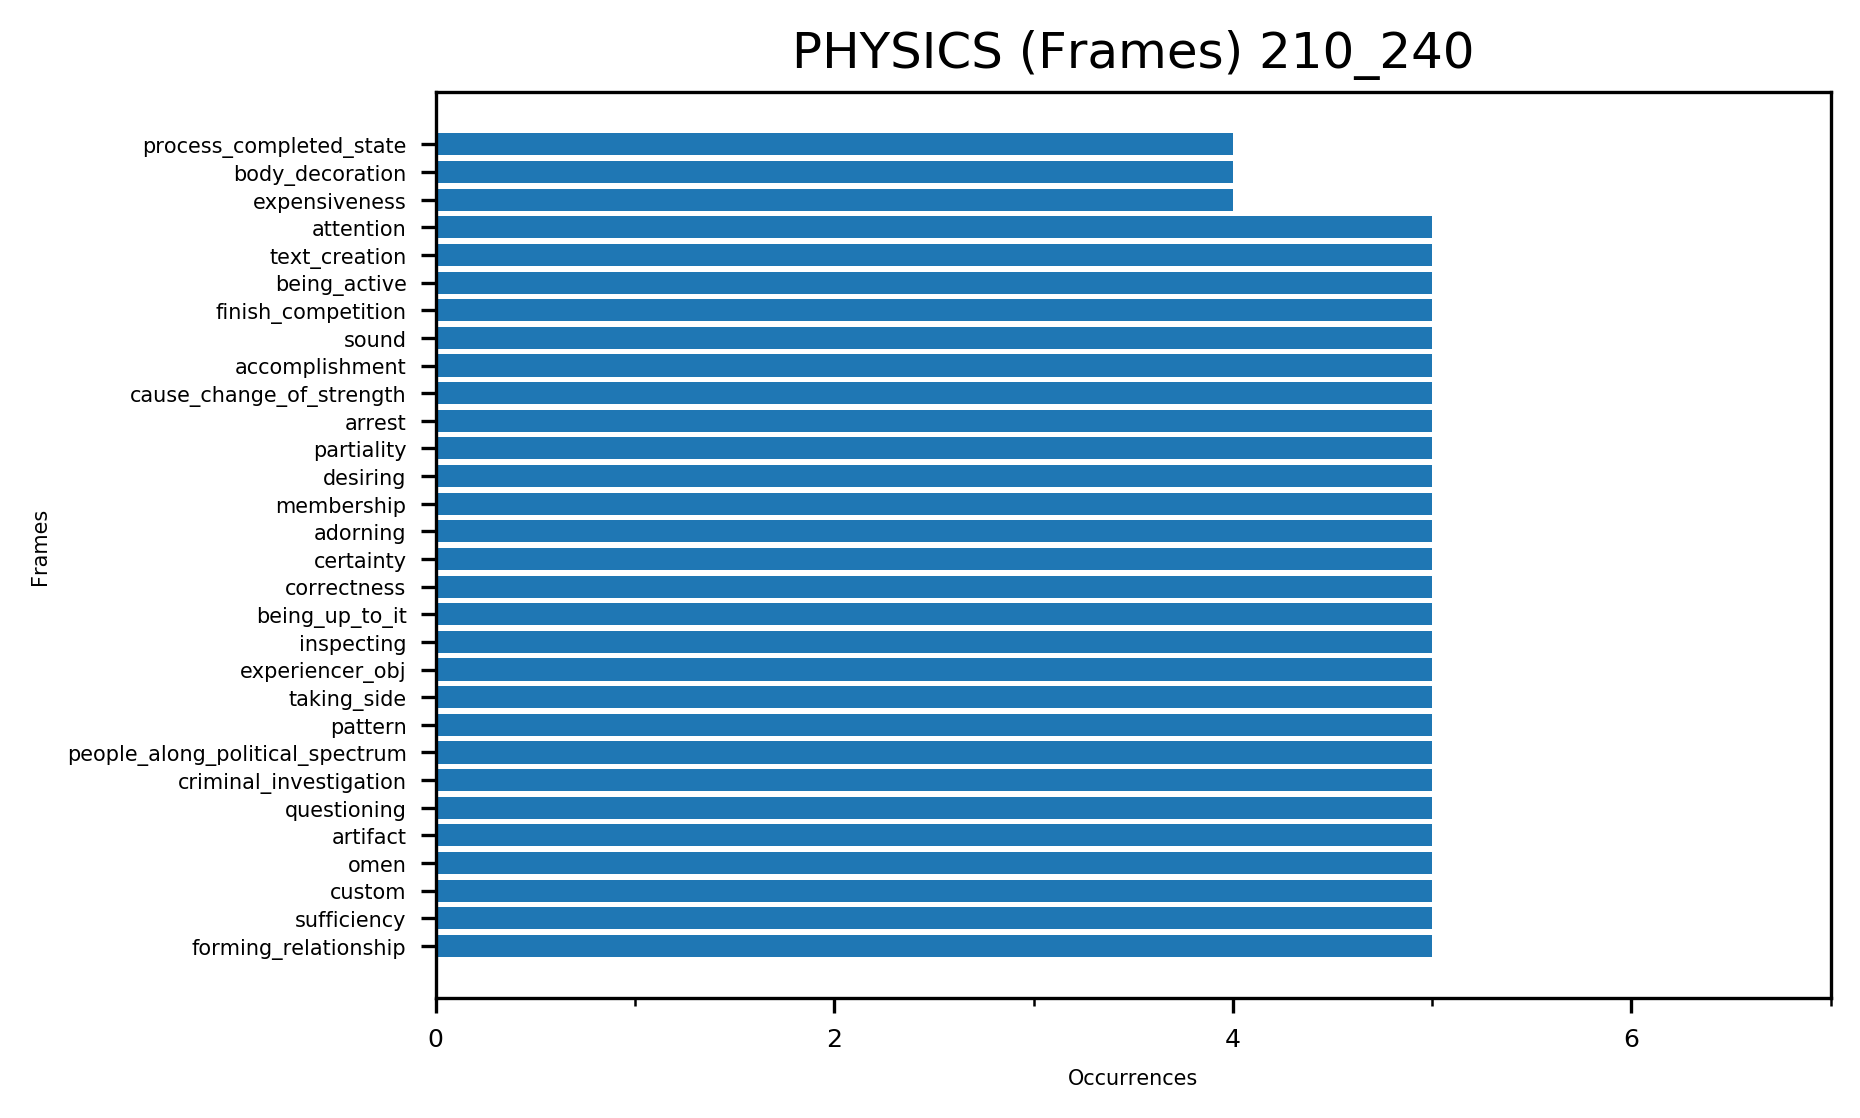 PHYSICS (Frames) 210_240
process_completed_state
body_decoration
expensiveness
attention
text_creation
being_active
finish_competition
sound
accomplishment
cause_change_of_strength
arrest
partiality
desiring
membership
adorning
certainty
correctness
being_up_to_it
inspecting
experiencer_obj
taking_side
pattern
people_along_political_spectrum
criminal_investigation
questioning
artifact
omen
custom
sufficiency
forming_relationship
Frames
0 2 4 6
Occurrences